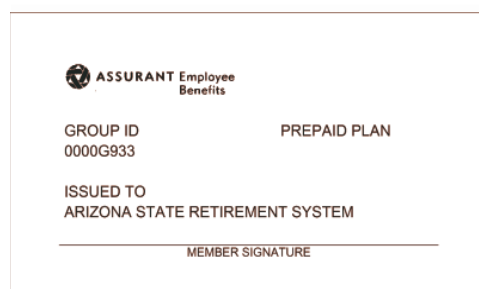 ASSURANT Employee
Benefits
GROUP ID PREPAID PLAN
0000G933
ISSUED TO
ARIZONA STATE RETIREMENT SYSTEM
MEMBER SIGNATURE